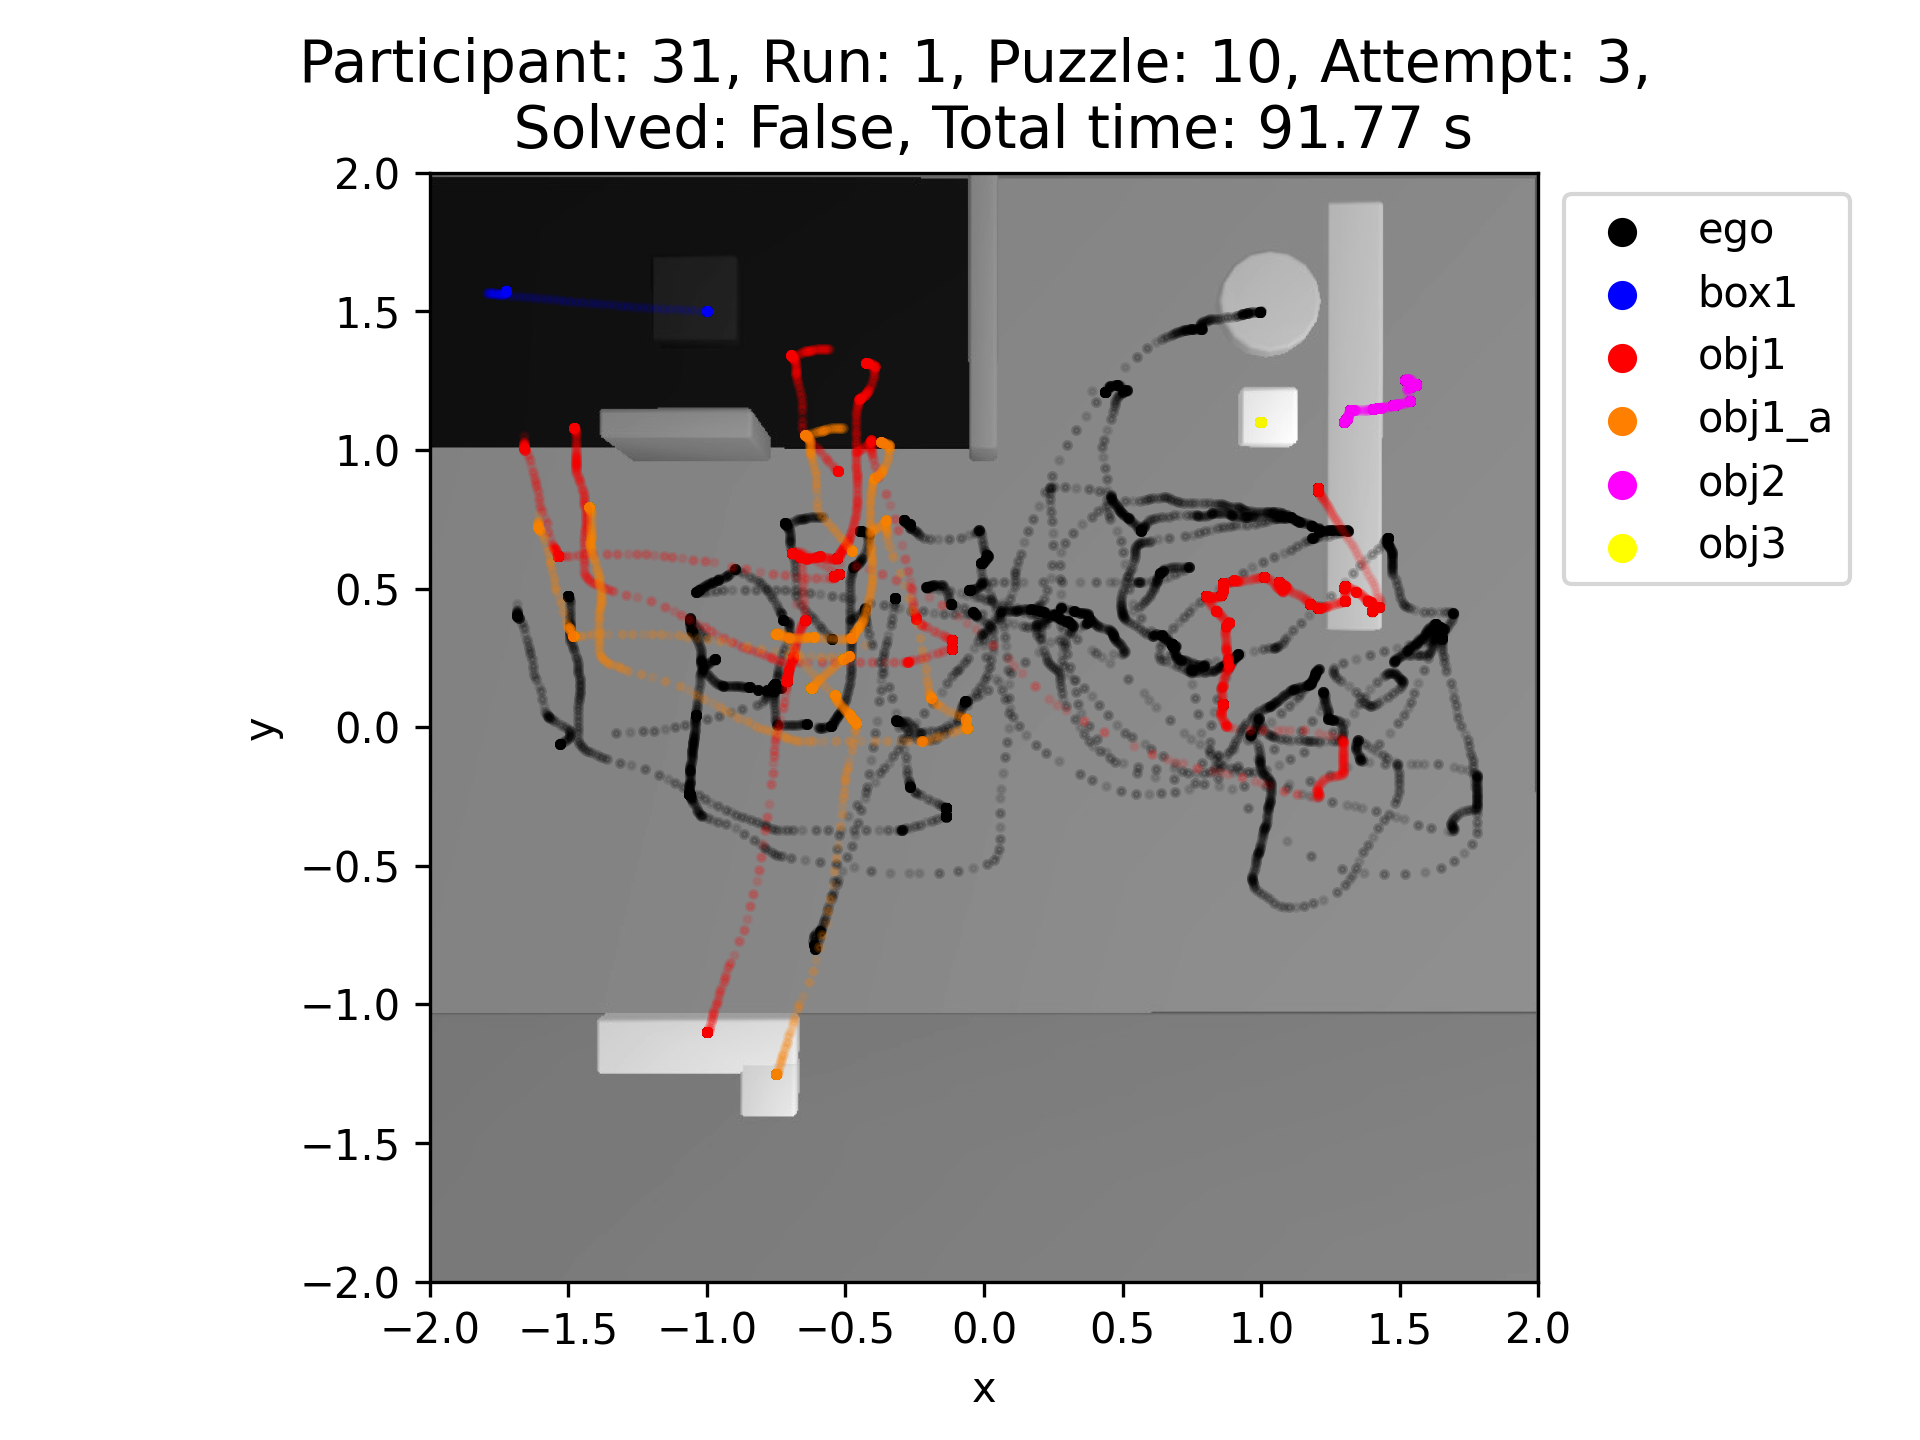 Participant: 31, Run: 1, Puzzle: 10, Attempt: 3,
Solved: False, Total time: 91.77 s
2.0
1.5
1.0
0.5
0.0
−0.5
−1.0
−1.5
−2.0
y
−2.0 −1.5 −1.0 −0.5 0.0 0.5 1.0 1.5 2.0
x
ego
box1
obj1
obj1_a
obj2
obj3